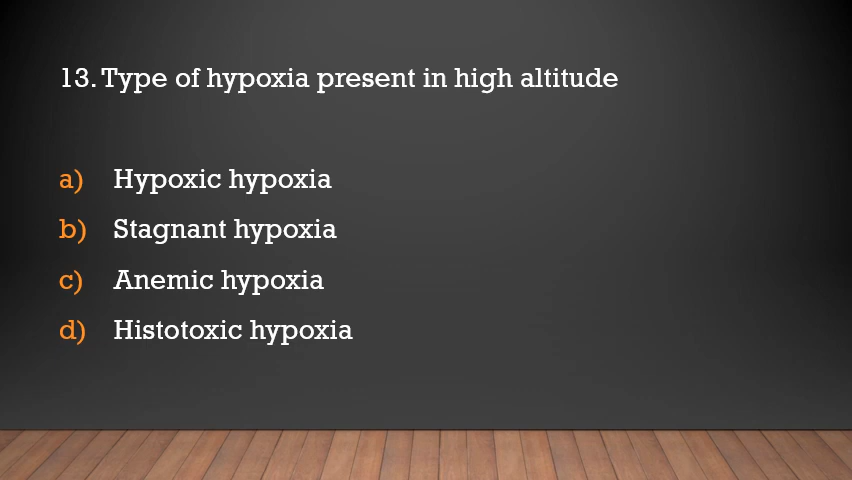 13. Type of hypoxia present in high altitude
a) Hypoxic hypoxia
b) Stagnant hypoxia
c) Anemic hypoxia
d) Histotoxic hypoxia